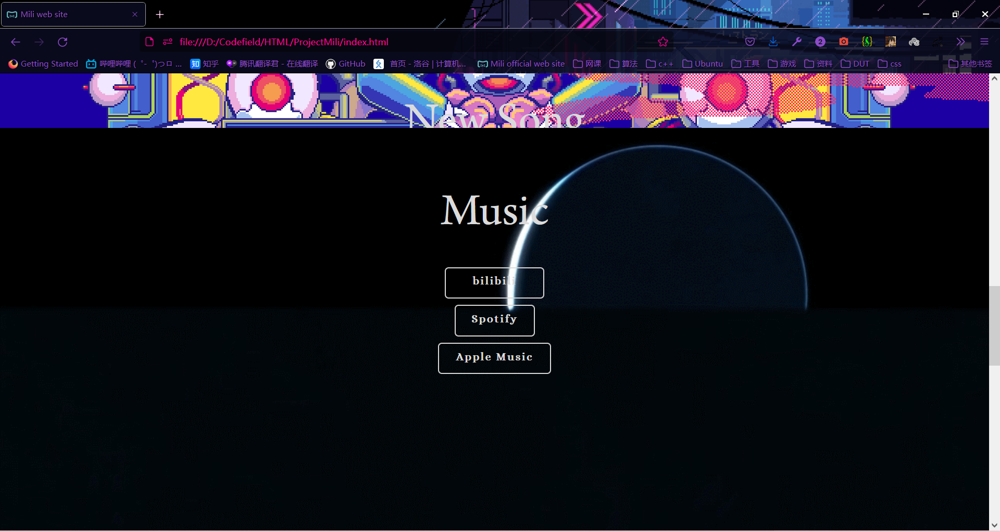 Mili web site
file:///D:/Codefield/HTML/ProjectMili/index.html
2
Getting Started
哔哩哔哩 ( ゜- ゜)つロ ...
知 知乎
腾讯翻译君 - 在线翻译
GitHub
首页 - 洛谷 | 计算机...
Mili official web site
网课
算法
c++
Ubuntu
工具
游戏
资料
DUT
css
其他书签
New Song
Music
bilibili
Spotify
Apple Music